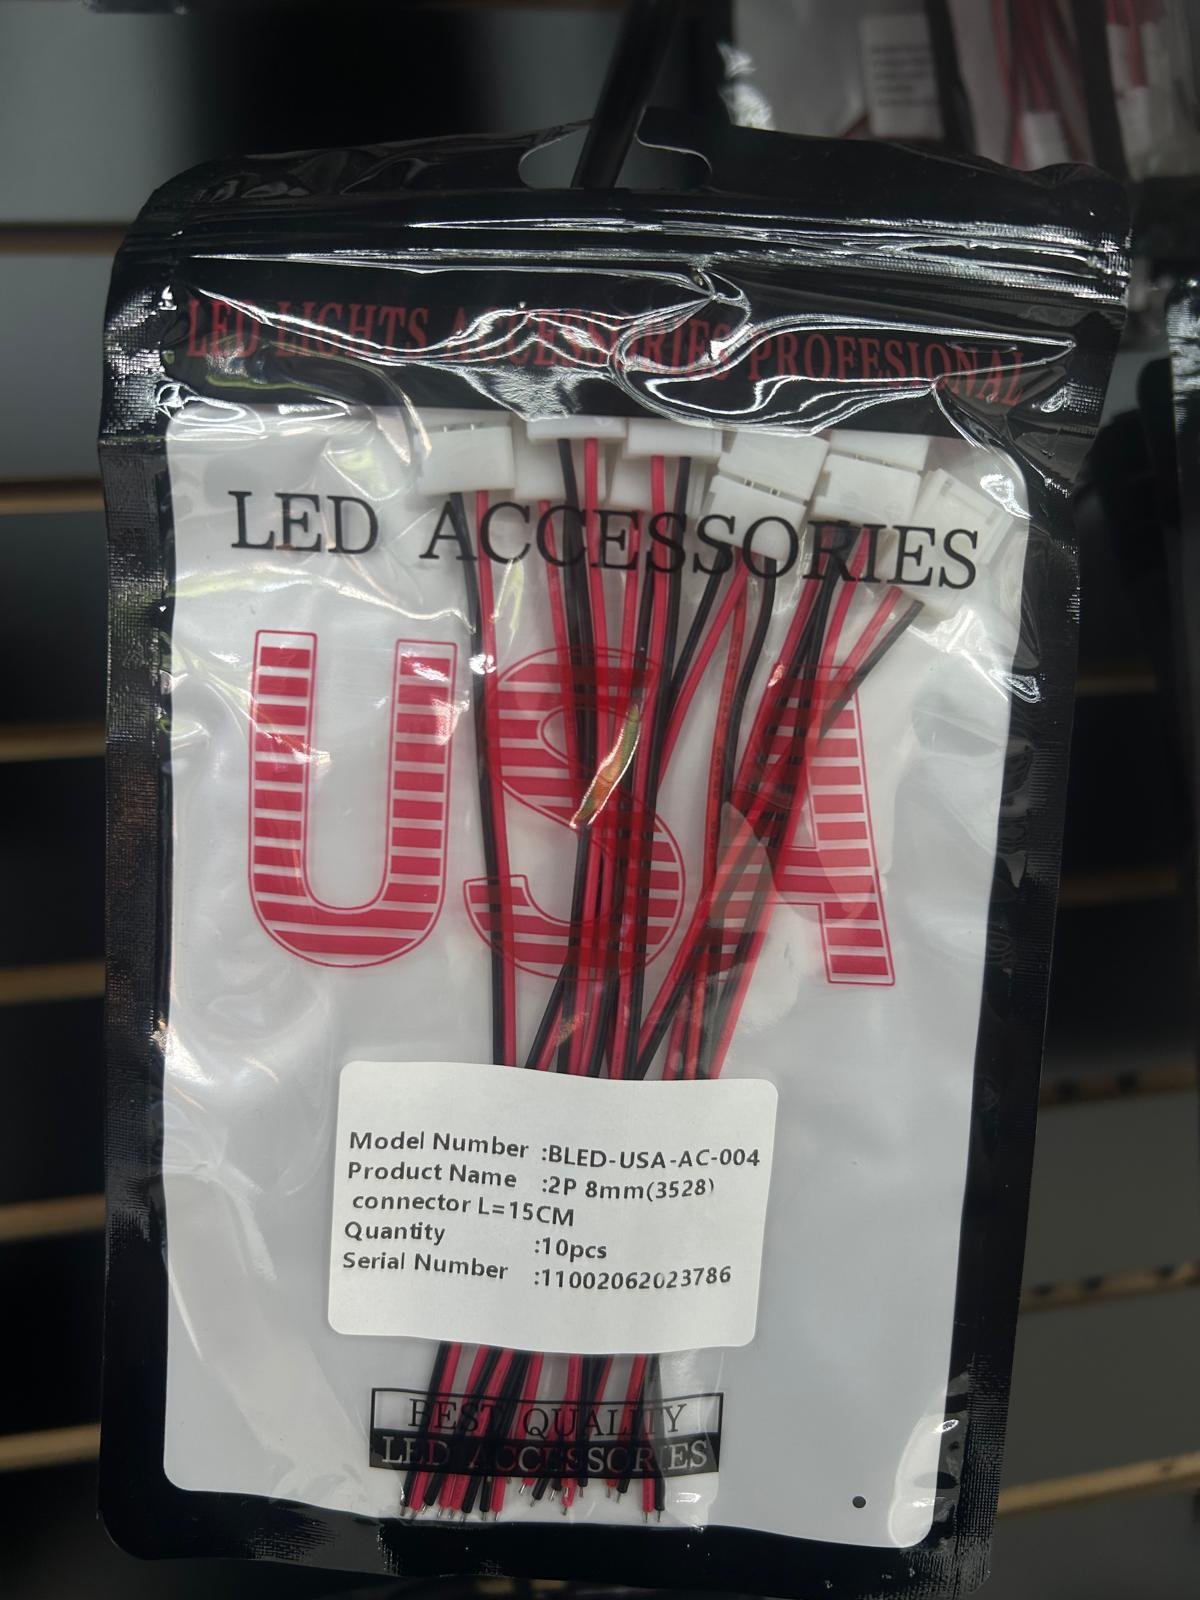 LED LIGHTS ACCESSORIES PROFESIONAL
LED ACCESSORIES
USA
Model Number :BLED-USA-AC-004
Product Name :2P 8mm(3528)
connector L=15CM
Quantity :10pcs
Serial Number :11002062023786
BEST QUALITY
LED ACCESSORIES